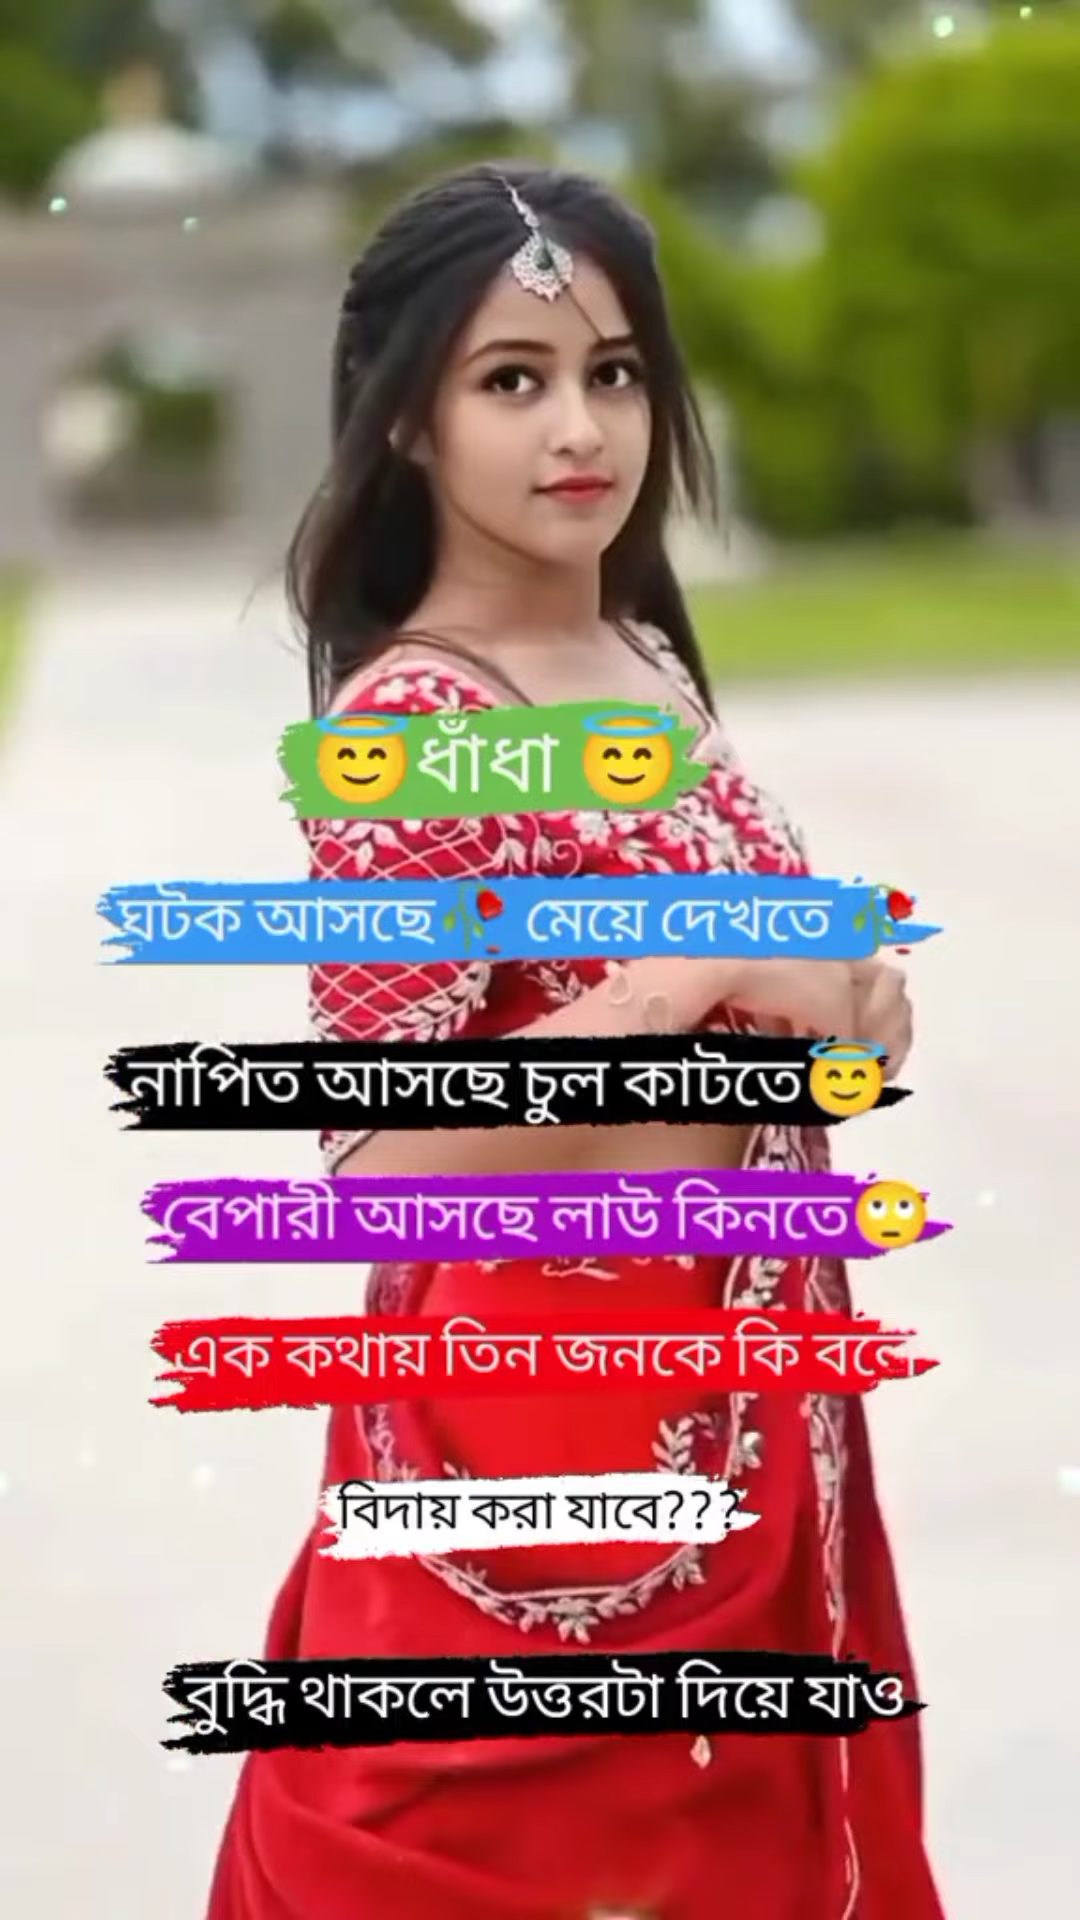 😇ধাঁধা 😇
ঘটক আসছে🥀 মেয়ে দেখতে 🥀
নাপিত আসছে চুল কাটতে😇
বেপারী আসছে লাউ কিনতে🙄
এক কথায় তিন জনকে কি বলে
বিদায় করা যাবে???
বুদ্ধি থাকলে উত্তরটা দিয়ে যাও